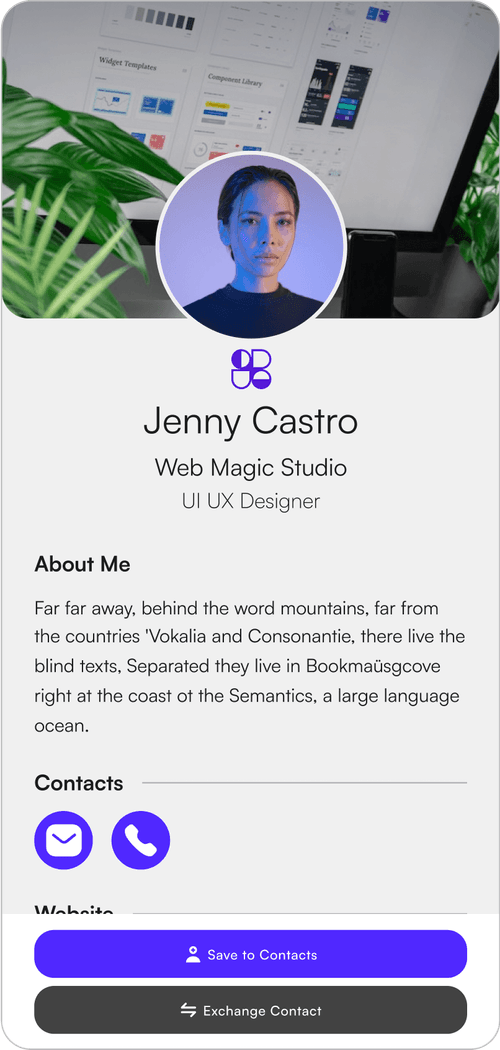 Widget Templates
Component Library
Jenny Castro
Web Magic Studio
UI UX Designer
About Me
Far far away, behind the word mountains, far from
the countries 'Vokalia and Consonantie, there live the
blind texts, Separated they live in Bookmaüsgcove
right at the coast ot the Semantics, a large language
ocean.
Contacts
Website
Save to Contacts
Exchange Contact